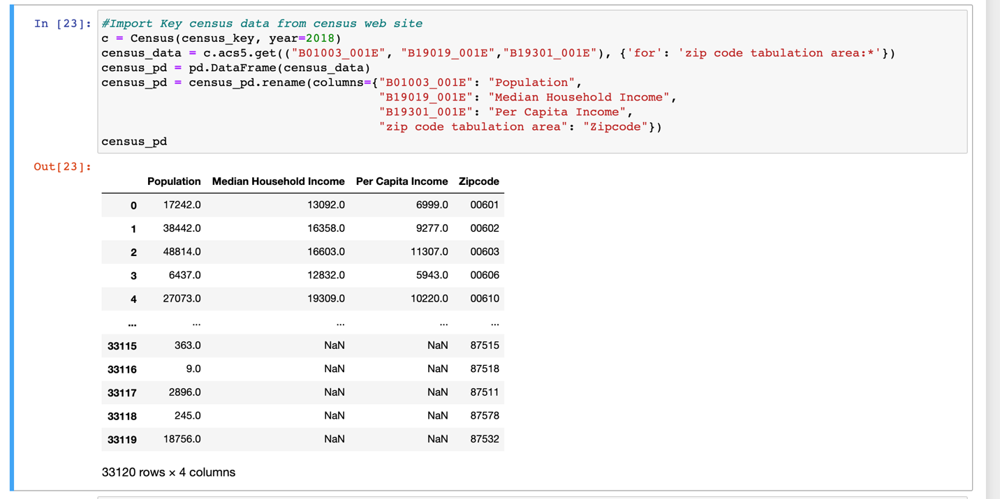 In [23]: #Import Key census data from census web site
c = Census(census_key, year=2018)
census_data = c.acs5.get(("B01003_001E", "B19019_001E","B19301_001E"), {'for': 'zip code tabulation area:*'})
census_pd = pd.DataFrame(census_data)
census_pd = census_pd.rename(columns={"B01003_001E": "Population",
"B19019_001E": "Median Household Income",
"B19301_001E": "Per Capita Income",
"zip code tabulation area": "Zipcode"})
census_pd
Out[23]:
Population Median Household Income Per Capita Income Zipcode
0 17242.0 13092.0 6999.0 00601
1 38442.0 16358.0 9277.0 00602
2 48814.0 16603.0 11307.0 00603
3 6437.0 12832.0 5943.0 00606
4 27073.0 19309.0 10220.0 00610
... ... ... ... ...
33115 363.0 NaN NaN 87515
33116 9.0 NaN NaN 87518
33117 2896.0 NaN NaN 87511
33118 245.0 NaN NaN 87578
33119 18756.0 NaN NaN 87532
33120 rows × 4 columns